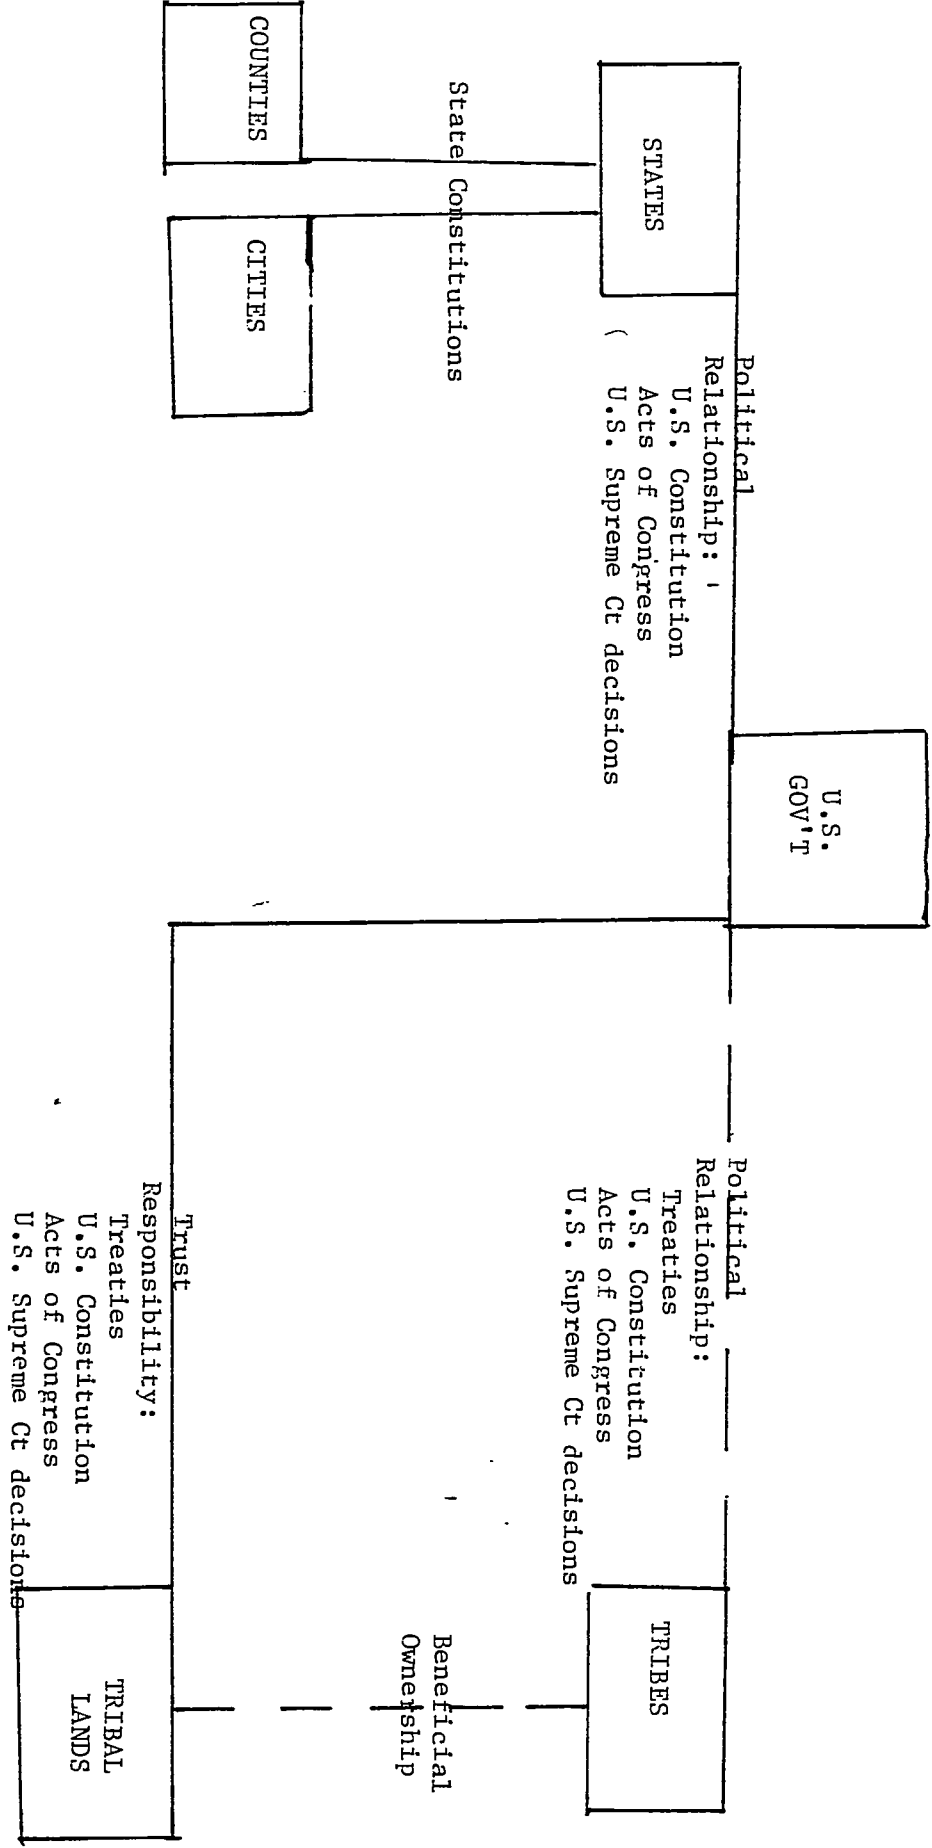 U.S.
GOV'T
STATES
Political
Relationship:
U.S. Constitution
Acts of Congress
U.S. Supreme Ct decisions
Political
Relationship:
Treaties
U.S. Constitution
Acts of Congress
U.S. Supreme Ct decisions
TRIBES
State Constitutions
Beneficial
Ownership
COUNTIES
CITIES
Trust
Responsibility:
Treaties
U.S. Constitution
Acts of Congress
U.S. Supreme Ct decisions
TRIBAL
LANDS